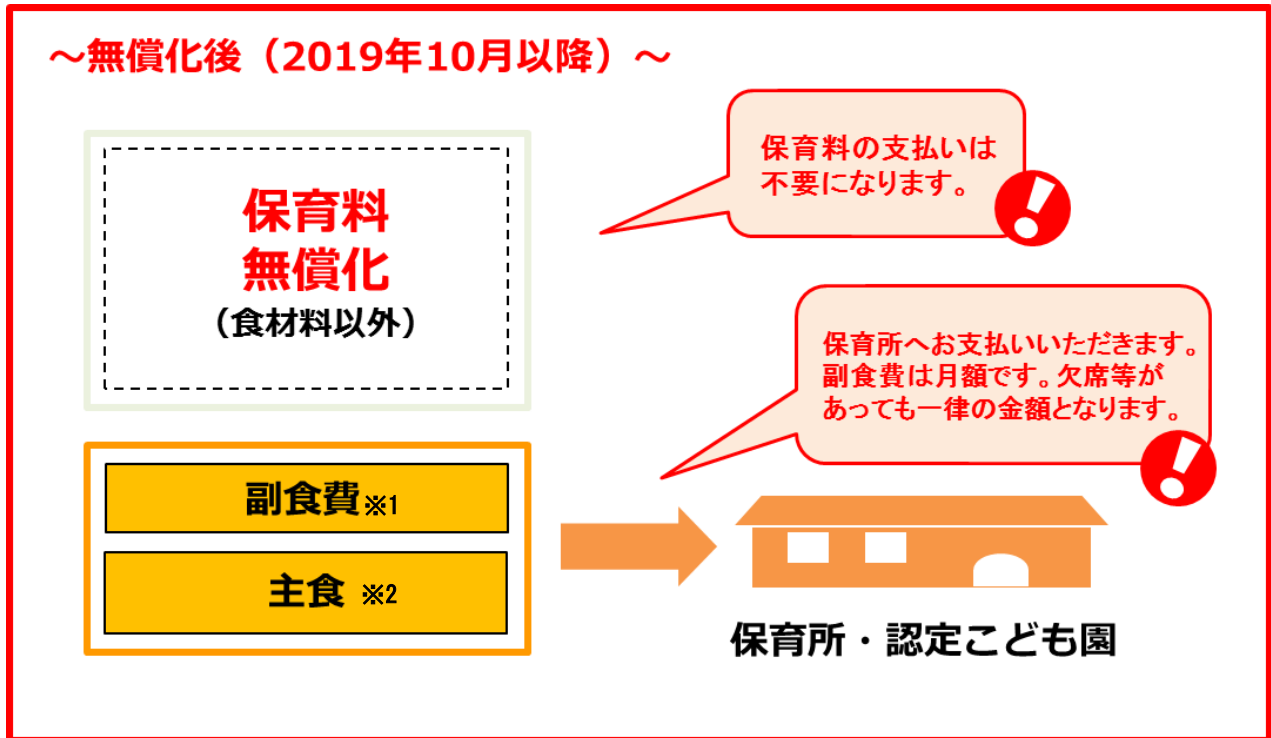 ～無償化後（2019年10月以降）～
保育料の支払いは
不要になります。
保育料
無償化
（食材料以外）
保育所へお支払いいただきます。
副食費は月額です。欠席等が
あっても一律の金額となります。
副食費※1
主食 ※2
保育所・認定こども園